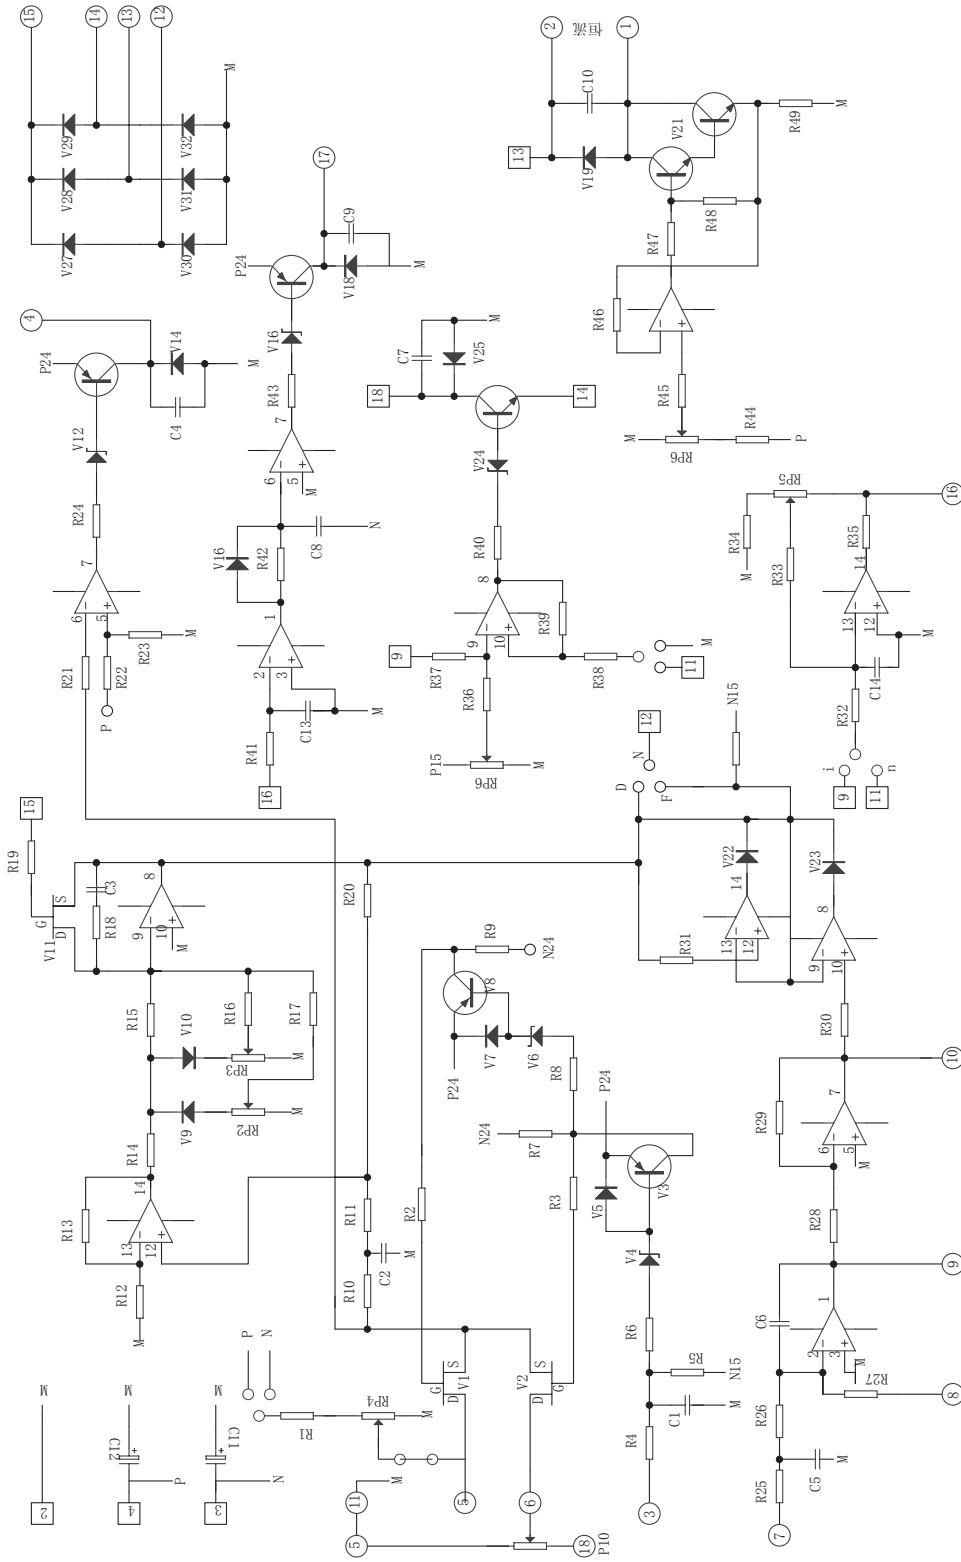 15
14
13
12
V29
V32
M
V28
V31
V27
V30
17
P24
C9
V18
M
4
P24
V14
M
C4
V12
V16
R43
R24
7
6
5
M
7
6
5
V16
R42
C8
N
R21
R22
R23
M
P
1
2
3
C13
M
R41
16
2
恒流
1
C10
13
V19
V21
R49
M
R48
R47
R46
R45
M
RP6
R44
P
C7
V25
M
18
14
V24
R40
8
9
10
R39
9
R37
R36
R38
M
11
P15
RP6
M
R34
RP5
M
R33
R35
16
14
13
12
M
C14
R32
i
n
9
11
12
N15
N
D
F
15
R19
V11
G
S
D
C3
R18
8
9
10
M
R15
V10
R16
R17
RP3
M
V9
RP2
M
R14
R13
14
13
12
R12
M
R20
R11
R10
C2
M
R2
R9
N24
V8
P24
V7
V6
R8
N24
R7
R3
P24
V5
V3
V4
R6
R5
N15
C1
M
R4
3
V22
14
13
12
R31
V23
8
9
10
R30
10
7
6
5
M
R29
R28
9
C6
1
2
3
M
R27
8
R26
R25
C5
M
7
G
S
D
V1
V2
S
D
G
P
N
R1
RP4
M
M
11
5
6
18
P10
M
2
M
C12
4
P
M
C11
3
N